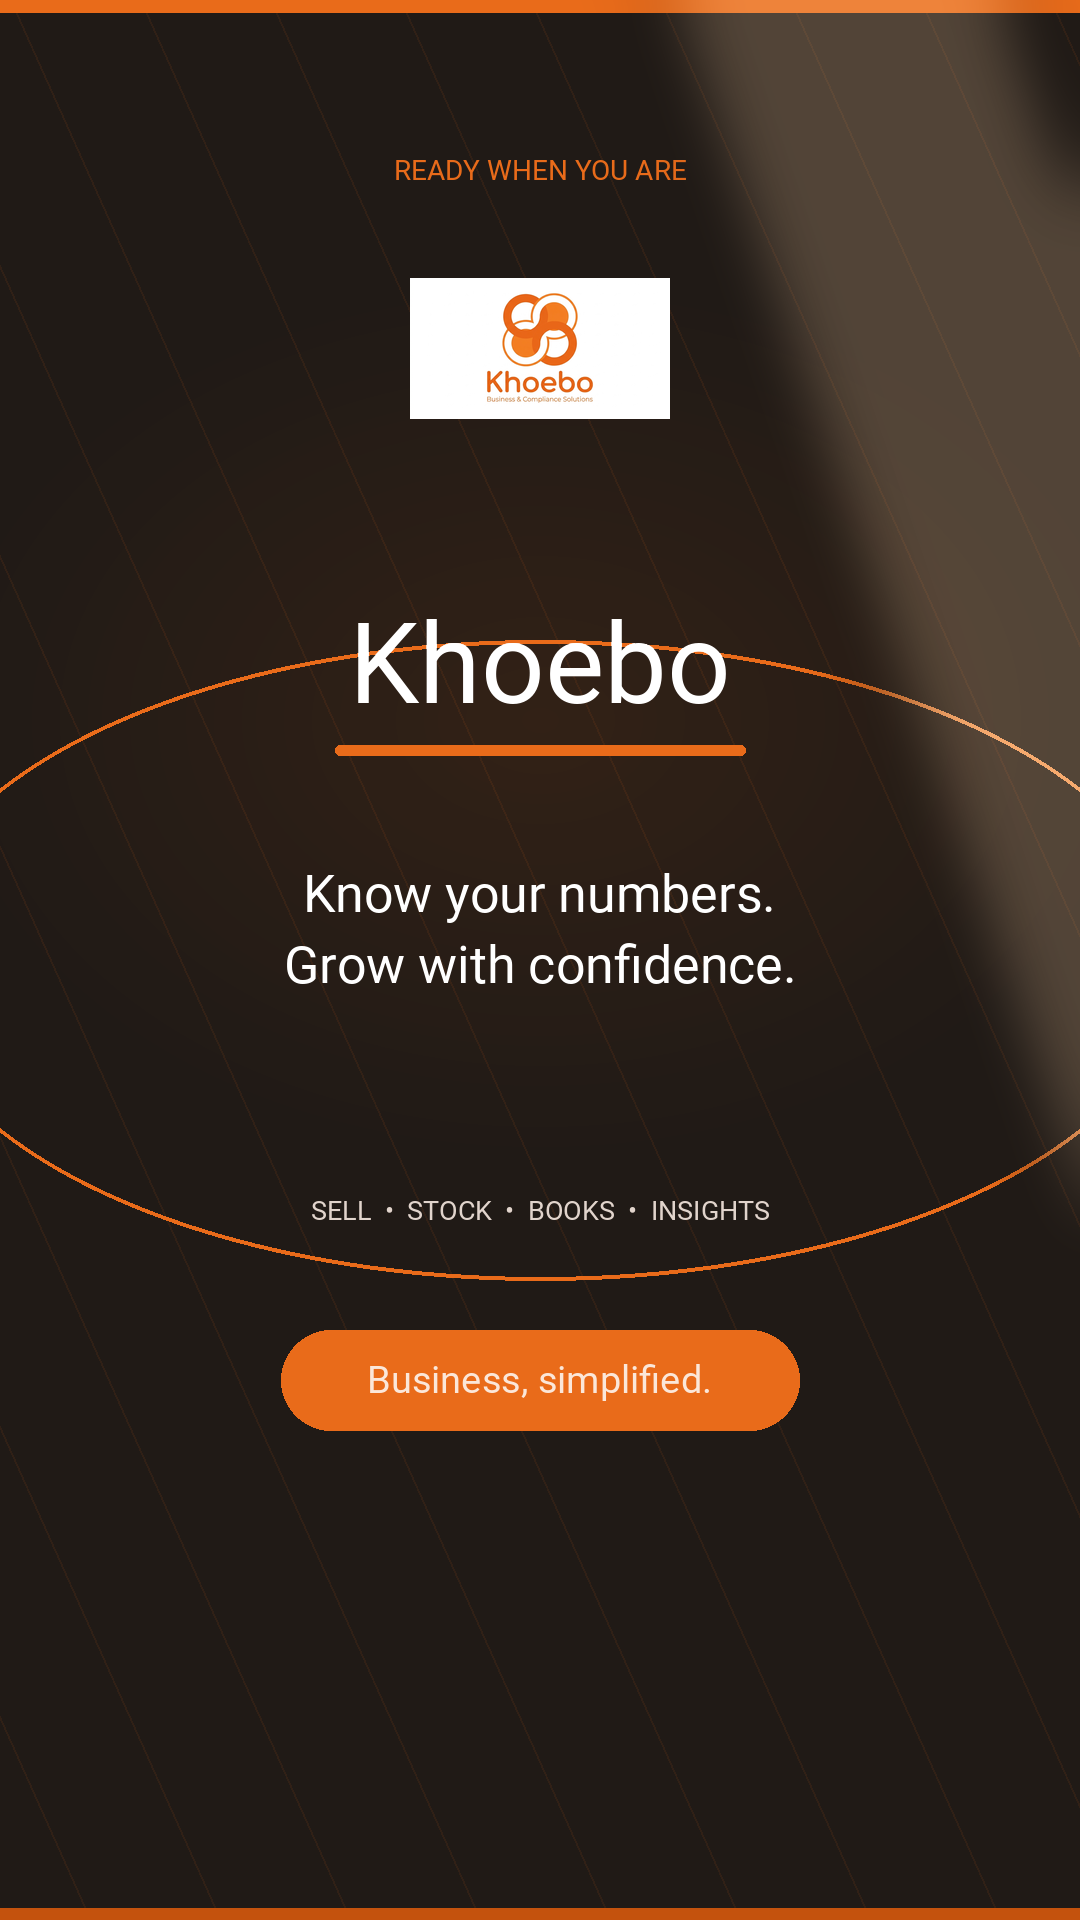 READY WHEN YOU ARE
Khoebo
Business & Compliance Solutions
Khoebo
Know your numbers.
Grow with confidence.
SELL • STOCK • BOOKS • INSIGHTS
Business, simplified.